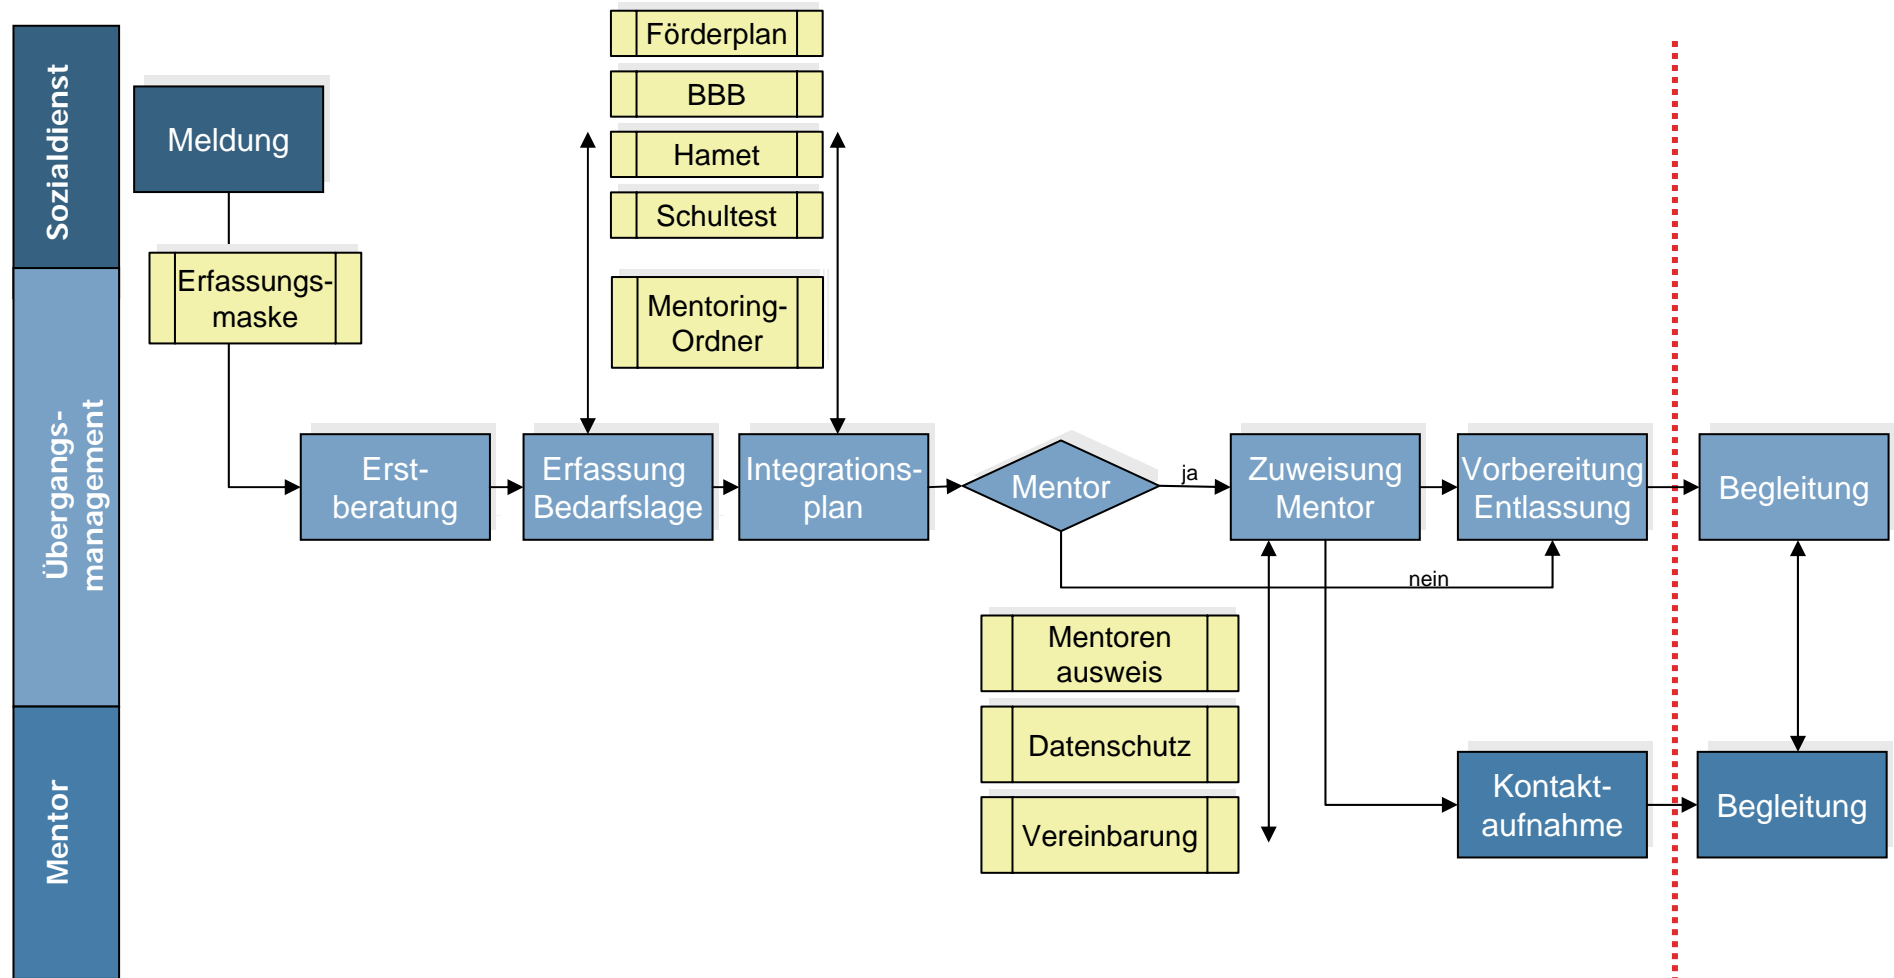 Sozialdienst
Übergangs-
management
Mentor
Meldung
Erfassungs-
maske
Förderplan
BBB
Hamet
Schultest
Mentoring-
Ordner
Erst-
beratung
Erfassung
Bedarfslage
Integrations-
plan
Mentor
ja
nein
Zuweisung
Mentor
Vorbereitung
Entlassung
Begleitung
Mentoren
ausweis
Datenschutz
Vereinbarung
Kontakt-
aufnahme
Begleitung